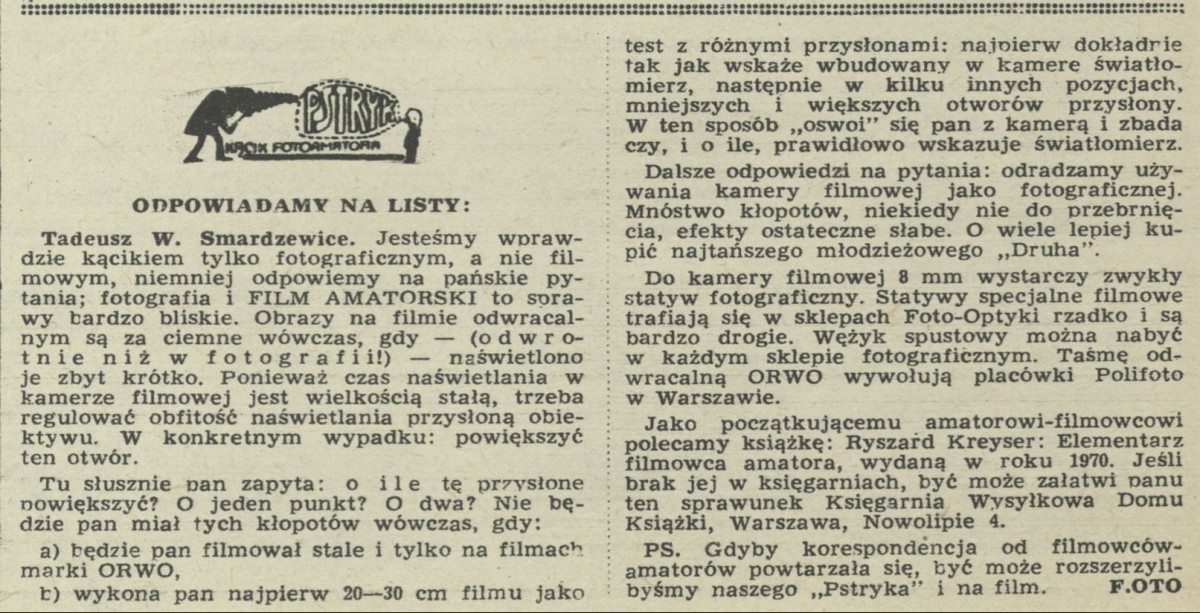 PSTRYK
KĄCIK FOTOAMATORA
ODPOWIADAMY NA LISTY:
Tadeusz W. Smardzewice. Jesteśmy wpraw-
dzie kącikiem tylko fotograficznym, a nie fil-
mowym, niemniej odpowiemy na pańskie py-
tania; fotografia i FILM AMATORSKI to spra-
wy bardzo bliskie. Obrazy na filmie odwracal-
nym są za ciemne wówczas, gdy — (odwro-
tnie niż w fotografii!) — naświetlono
je zbyt krótko. Ponieważ czas naświetlania w
kamerze filmowej jest wielkością stałą, trzeba
regulować obfitość naświetlania przysłoną obie-
ktywu. W konkretnym wypadku: powiększyć
ten otwór.
Tu słusznie pan zapyta: o ile tę przysłonę
powiększyć? O jeden punkt? O dwa? Nie bę-
dzie pan miał tych kłopotów wówczas, gdy:
a) będzie pan filmował stale i tylko na filmach
marki ORWO,
b) wykona pan najpierw 20—30 cm filmu jako
test z różnymi przysłonami: najpierw dokładnie
tak jak wskaże wbudowany w kamerę światło-
mierz, następnie w kilku innych pozycjach,
mniejszych i większych otworów przysłony.
W ten sposób „oswoi" się pan z kamerą i zbada
czy, i o ile, prawidłowo wskazuje światłomierz.
Dalsze odpowiedzi na pytania: odradzamy uży-
wania kamery filmowej jako fotograficznej.
Mnóstwo kłopotów, niekiedy nie do przebrnię-
cia, efekty ostateczne słabe. O wiele lepiej ku-
pić najtańszego młodzieżowego „Druha".
Do kamery filmowej 8 mm wystarczy zwykły
statyw fotograficzny. Statywy specjalne filmowe
trafiają się w sklepach Foto-Optyki rzadko i są
bardzo drogie. Wężyk spustowy można nabyć
w każdym sklepie fotograficznym. Taśmę od-
wracalną ORWO wywołują placówki Polifoto
w Warszawie.
Jako początkującemu amatorowi-filmowcowi
polecamy książkę: Ryszard Kreyser: Elementarz
filmowca amatora, wydaną w roku 1970. Jeśli
brak jej w księgarniach, być może załatwi panu
ten sprawunek Księgarnia Wysyłkowa Domu
Książki, Warszawa, Nowolipie 4.
PS. Gdyby korespondencja od filmowców-
amatorów powtarzała się, być może rozszerzyli-
byśmy naszego „Pstryka" i na film. F.OTO